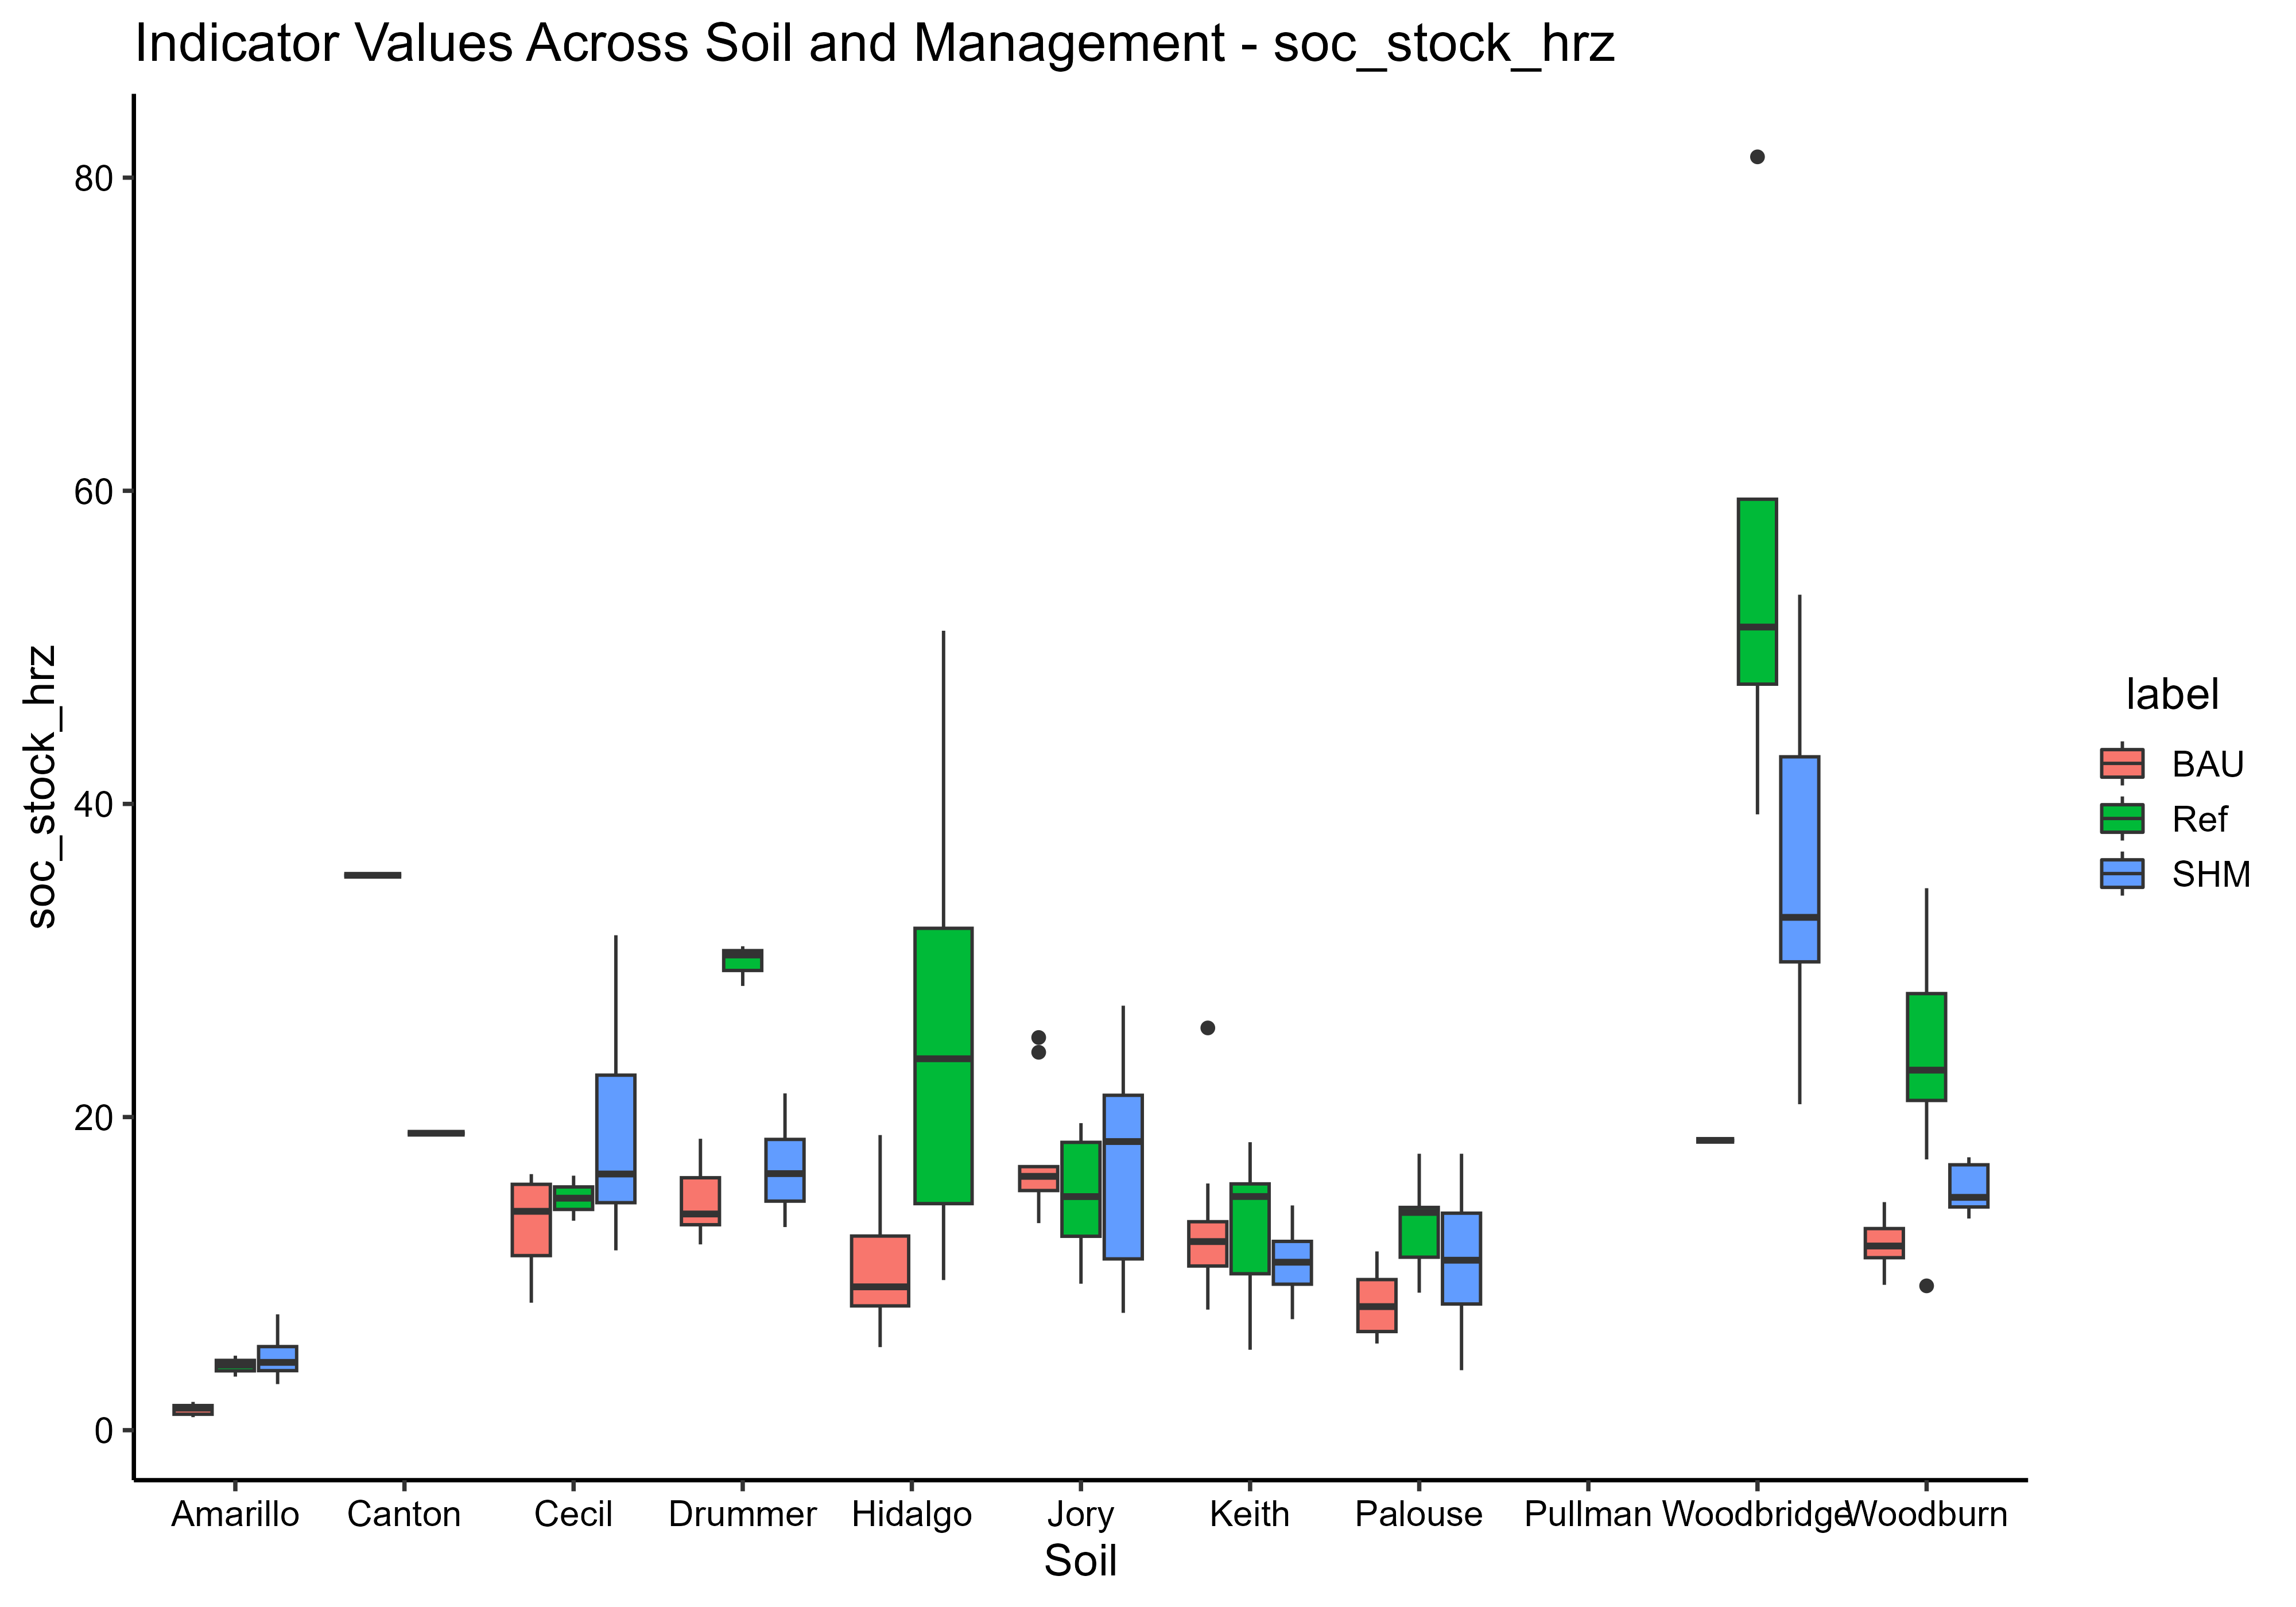 Indicator Values Across Soil and Management - soc_stock_hrz
soc_stock_hrz
80
60
40
20
0
Amarillo Canton Cecil Drummer Hidalgo Jory Keith Palouse Pullman Woodbridge Woodburn
Soil
label
BAU
Ref
SHM